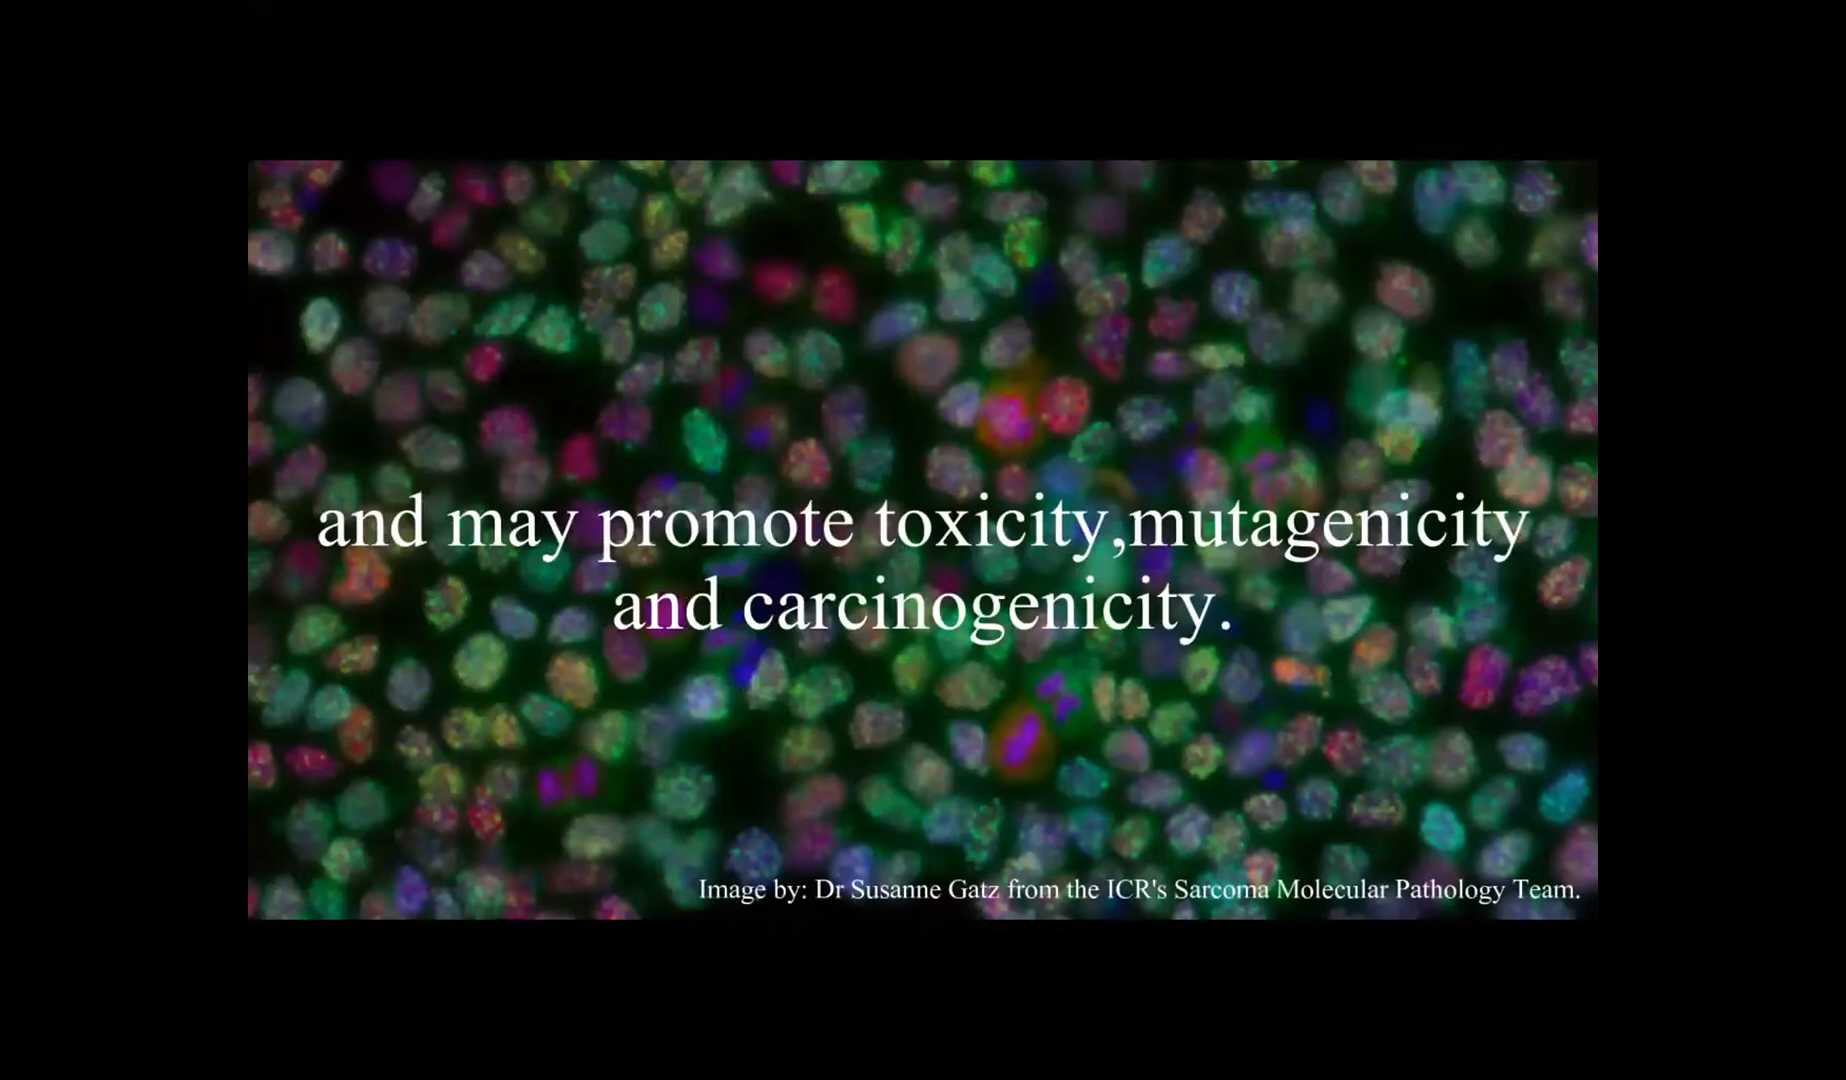 and may promote toxicity,mutagenicity
and carcinogenicity.
Image by: Dr Susanne Gatz from the ICR's Sarcoma Molecular Pathology Team.